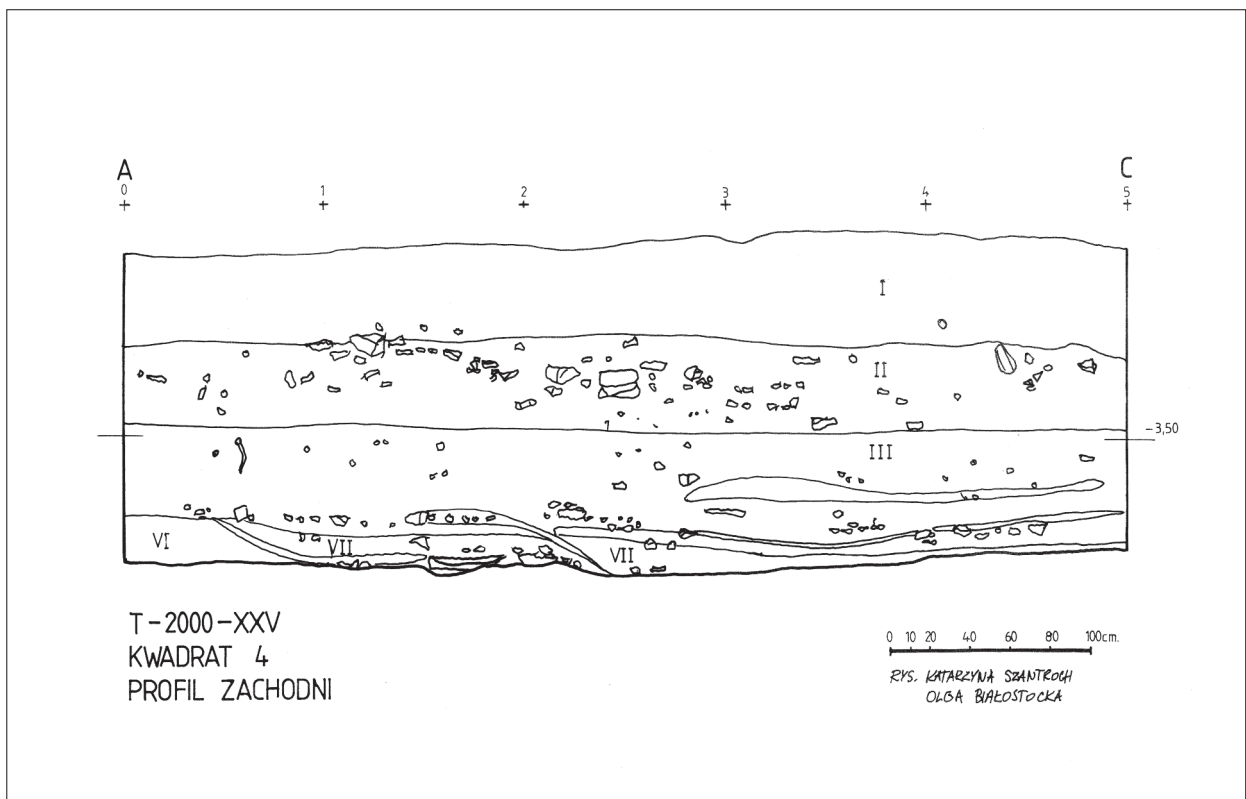 A C
0 1 2 3 4 5
I
II
-3,50
III
VI VII VII
T-2000-XXV
KWADRAT 4
PROFIL ZACHODNI
0 10 20 40 60 80 100cm.
RYS. KATARZYNA SZANTROCH
OLGA BIAŁOSTOCKA